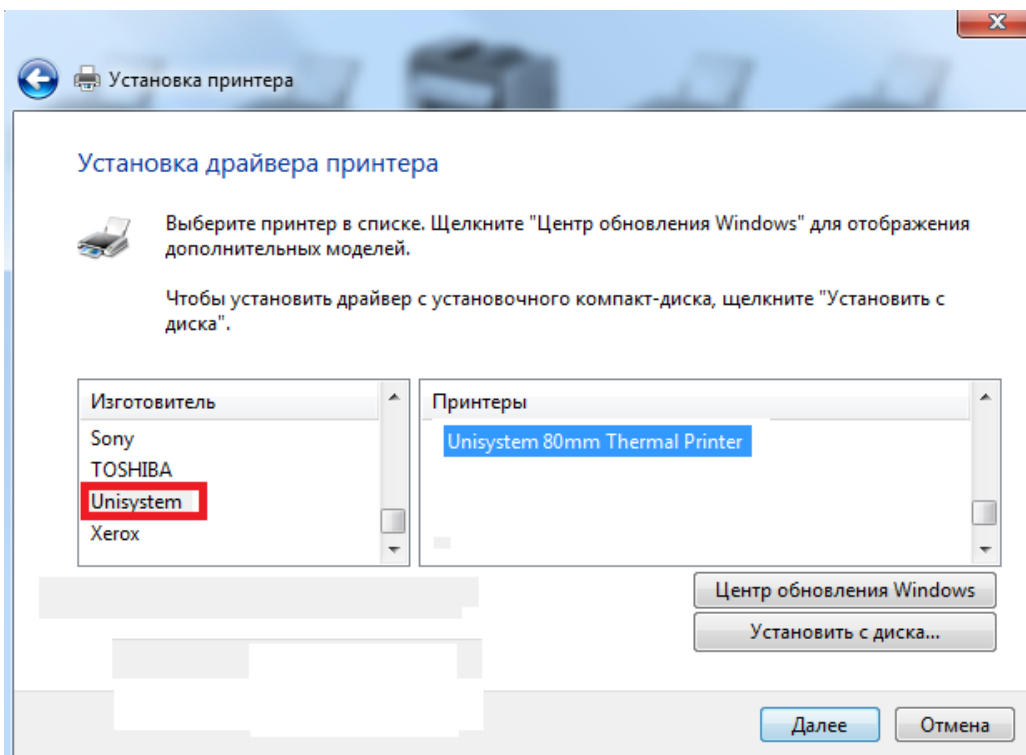 X
Установка принтера
Установка драйвера принтера
Выберите принтер в списке. Щелкните "Центр обновления Windows" для отображения
дополнительных моделей.
Чтобы установить драйвер с установочного компакт-диска, щелкните "Установить с
диска".
Изготовитель
Sony
TOSHIBA
Unisystem
Xerox
Принтеры
Unisystem 80mm Thermal Printer
Центр обновления Windows
Установить с диска...
Далее
Отмена